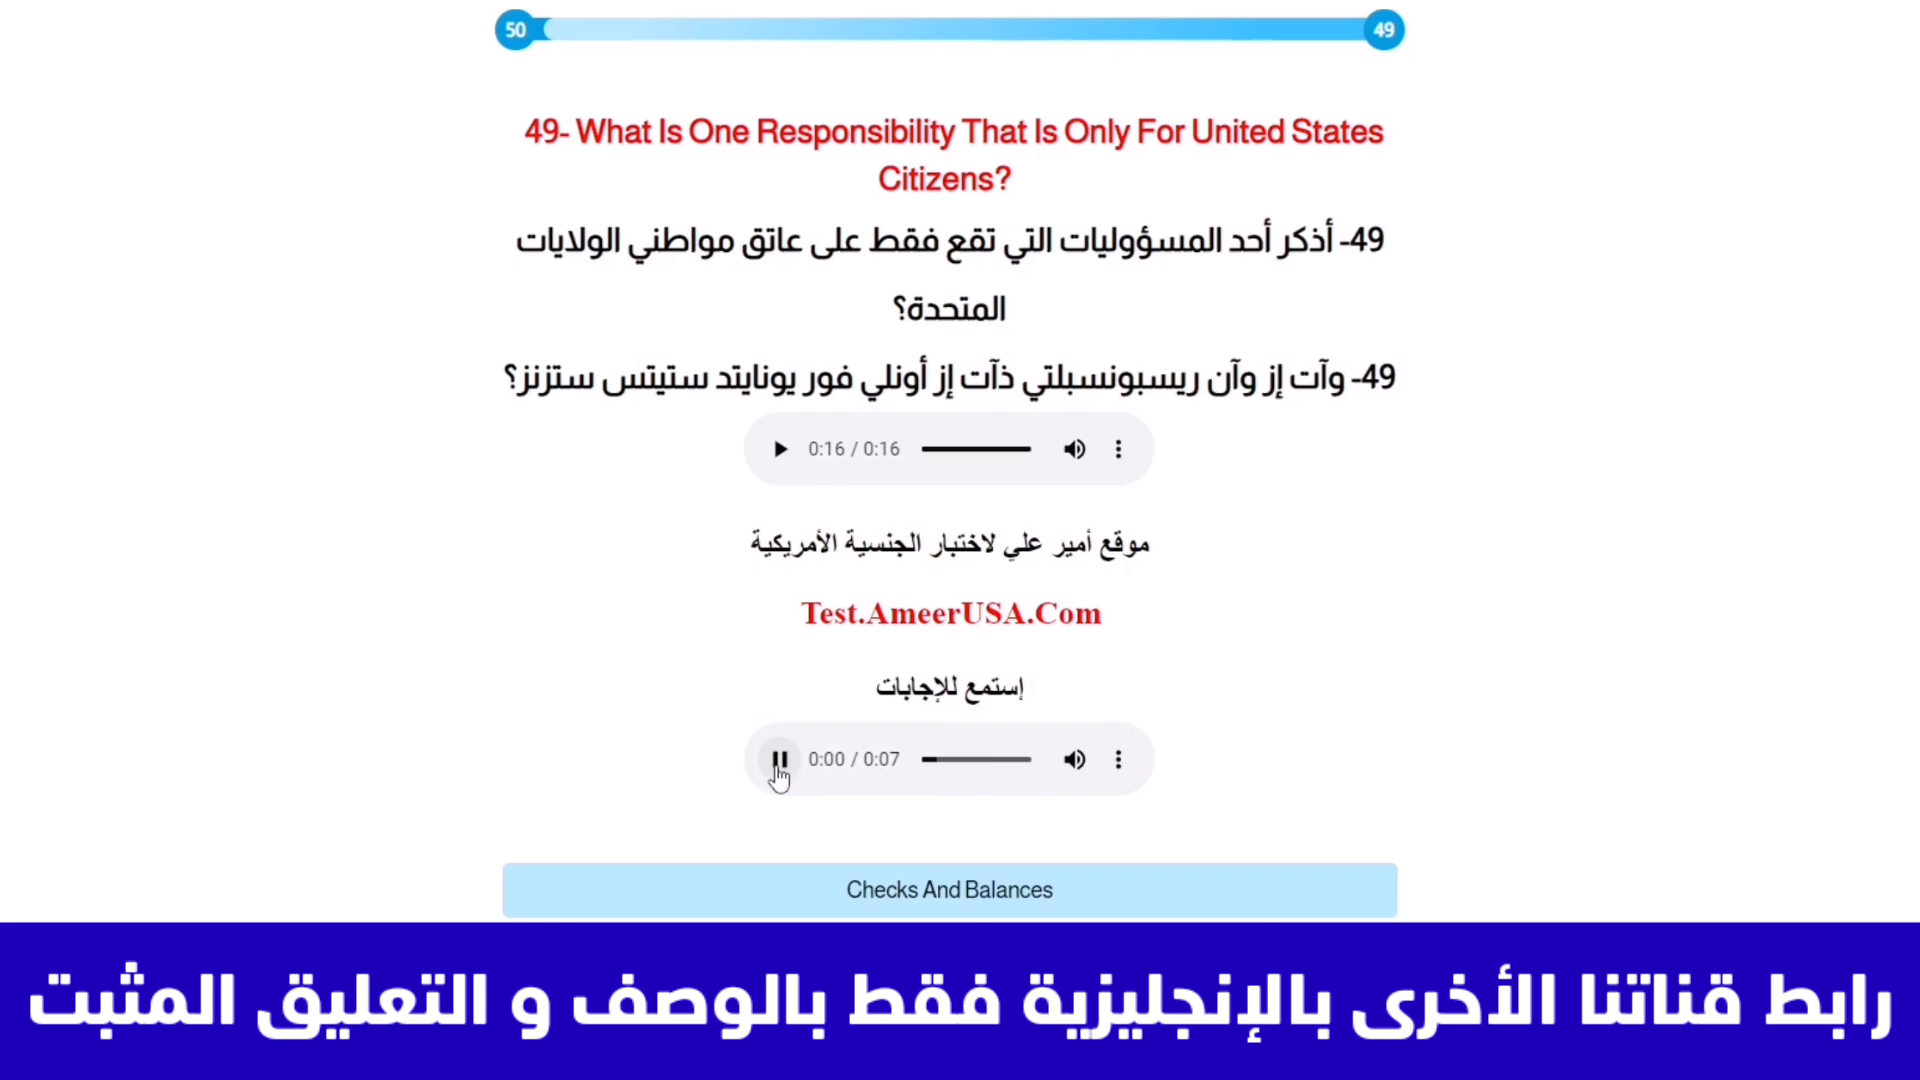 50
49
49- What Is One Responsibility That Is Only For United States
Citizens?
49- أذكر أحد المسؤوليات التي تقع فقط على عاتق مواطني الولايات
المتحدة؟
49- وآت إز وآن ريسبونسبلتي ذآت إز أونلي فور يونايتد ستيتس ستزنز؟
0:16 / 0:16
موقع أمير علي لاختبار الجنسية الأمريكية
Test.AmeerUSA.Com
إستمع للإجابات
0:00 / 0:07
Checks And Balances
رابط قناتنا الأخرى بالإنجليزية فقط بالوصف و التعليق المثبت